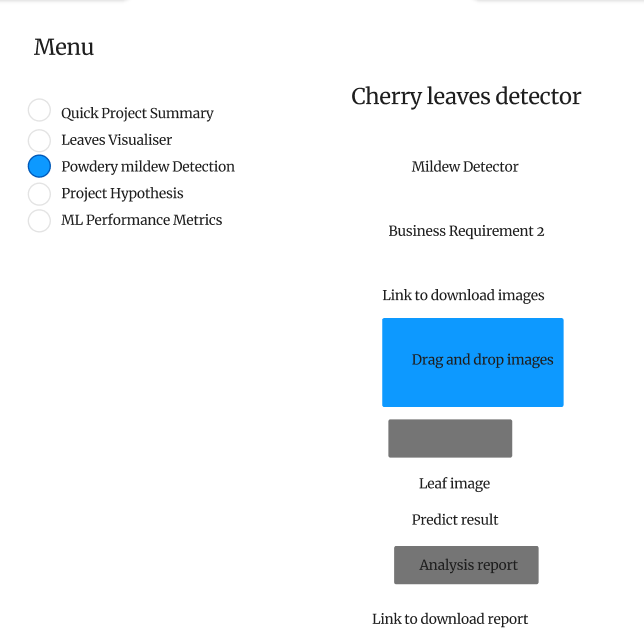 Menu
Quick Project Summary
Leaves Visualiser
Powdery mildew Detection
Project Hypothesis
ML Performance Metrics
Cherry leaves detector
Mildew Detector
Business Requirement 2
Link to download images
Drag and drop images
Leaf image
Predict result
Analysis report
Link to download report